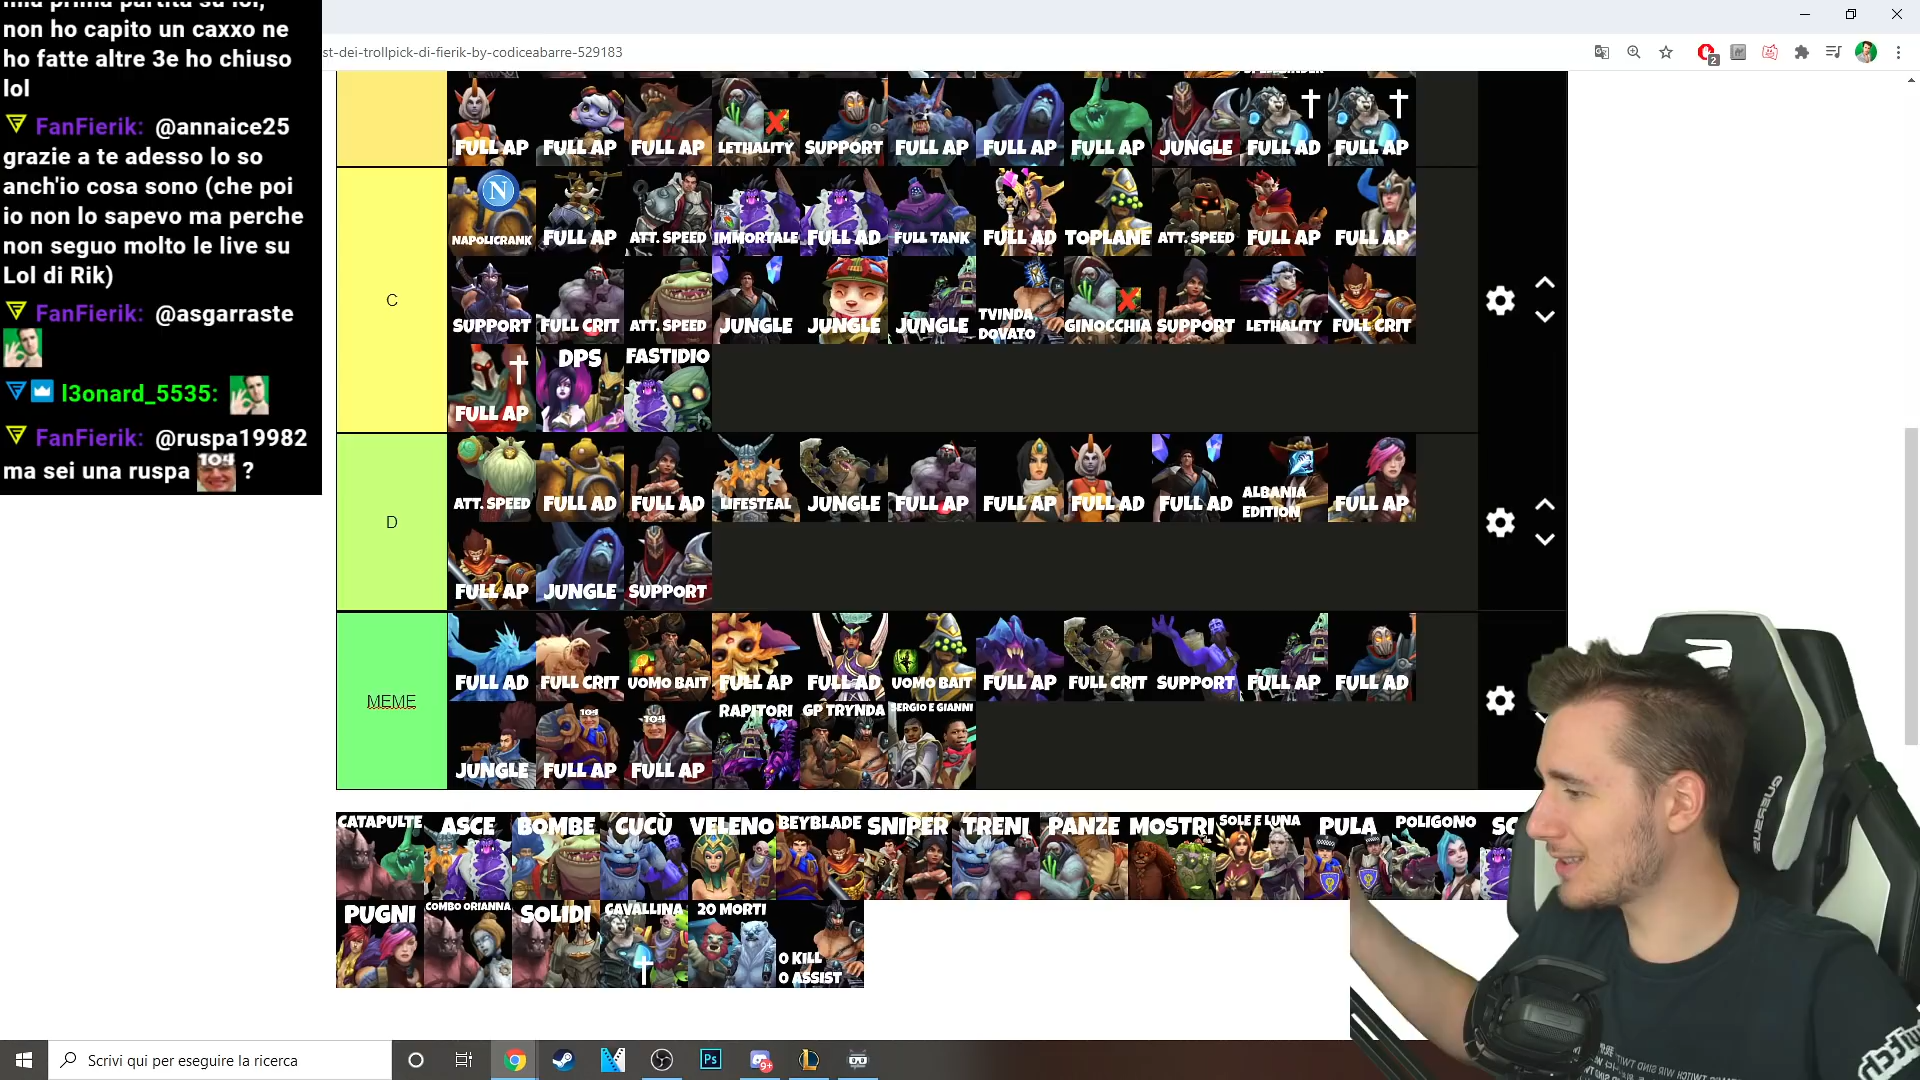 non ho capito un caxxo ne
ho fatte altre 3e ho chiuso
lol
FanFierik: @annaice25
grazie a te adesso lo so
anch'io cosa sono (che poi
io non lo sapevo ma perche
non seguo molto le live su
Lol di Rik)
FanFierik: @asgarraste
l3onard_5535:
FanFierik: @ruspa19982
ma sei una ruspa 104 ?
st-dei-trollpick-di-fierik-by-codiceabarre-529183
2
FULL AP FULL AP FULL AP LETHALITY SUPPORT FULL AP FULL AP FULL AP JUNGLE FULL AD FULL AP
C
N
NAPOLICRANK FULL AP ATT. SPEED IMMORTALE FULL AD FULL TANK FULL AD TOPLANE ATT. SPEED FULL AP FULL AP
SUPPORT FULL CRIT ATT. SPEED JUNGLE JUNGLE JUNGLE TVINDA DOVATO GINOCCHIA SUPPORT LETHALITY FULL CRIT
FULL AP DPS FASTIDIO
D
ATT. SPEED FULL AD FULL AD LIFESTEAL JUNGLE FULL AP FULL AP FULL AD FULL AD ALBANIA EDITION FULL AP
FULL AP JUNGLE SUPPORT
MEME
FULL AD FULL CRIT UOMO BAIT FULL AP FULL AD UOMO BAIT FULL AP FULL CRIT SUPPORT FULL AP FULL AD
JUNGLE 104 FULL AP 104 FULL AP RAPITORI GP TRYNDA SERGIO E GIANNI
CATAPULTE ASCE BOMBE CUCÙ VELENO BEYBLADE SNIPER TRENI PANZE MOSTRI SOLE E LUNA PULA POLIGONO SC
PUGNI COMBO ORIANNA SOLIDI CAVALLINA 20 MORTI 0 KILL
0 ASSIST
Scrivi qui per eseguire la ricerca
Ps
9+